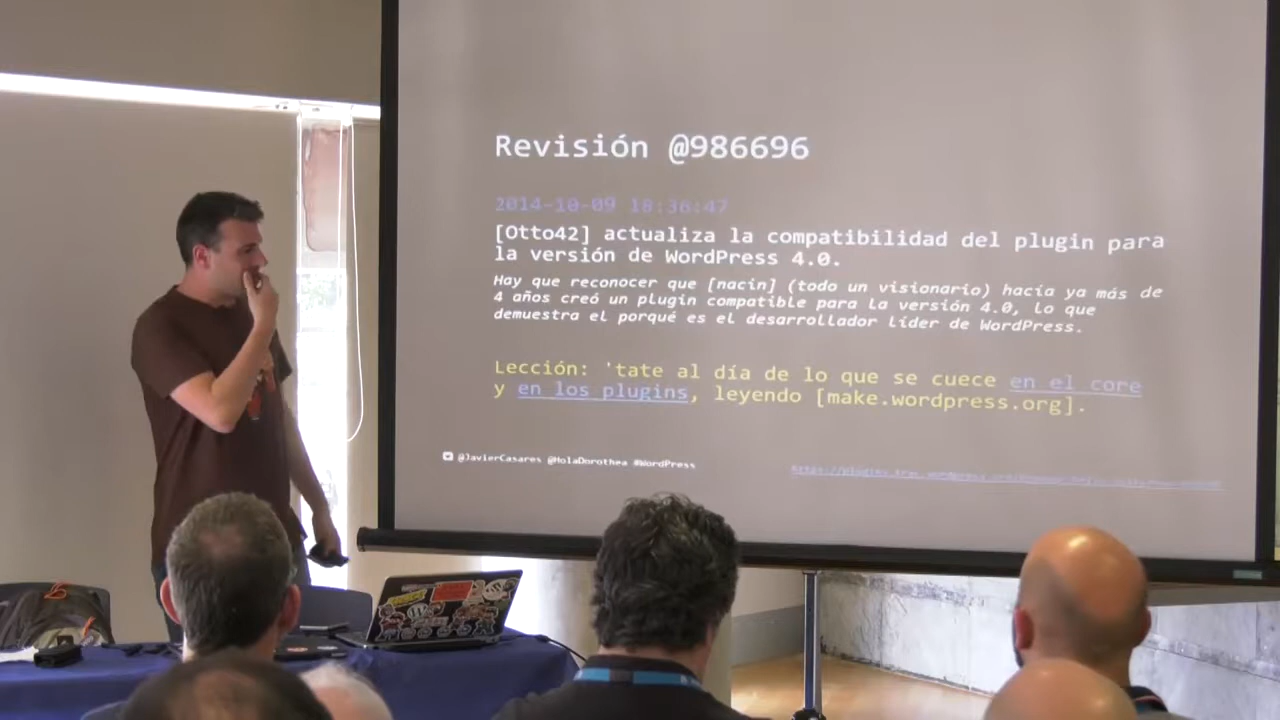 Revisión @986696
2014-10-09 18:36:47
[Otto42] actualiza la compatibilidad del plugin para
la versión de WordPress 4.0.
Hay que reconocer que [nacin] (todo un visionario) hacía ya más de
4 años creó un plugin compatible para la versión 4.0, lo que
demuestra el porqué es el desarrollador líder de WordPress.
Lección: 'tate al día de lo que se cuece en el core
y en los plugins, leyendo [make.wordpress.org].
@JavierCasares @HolaDorothea #WordPress